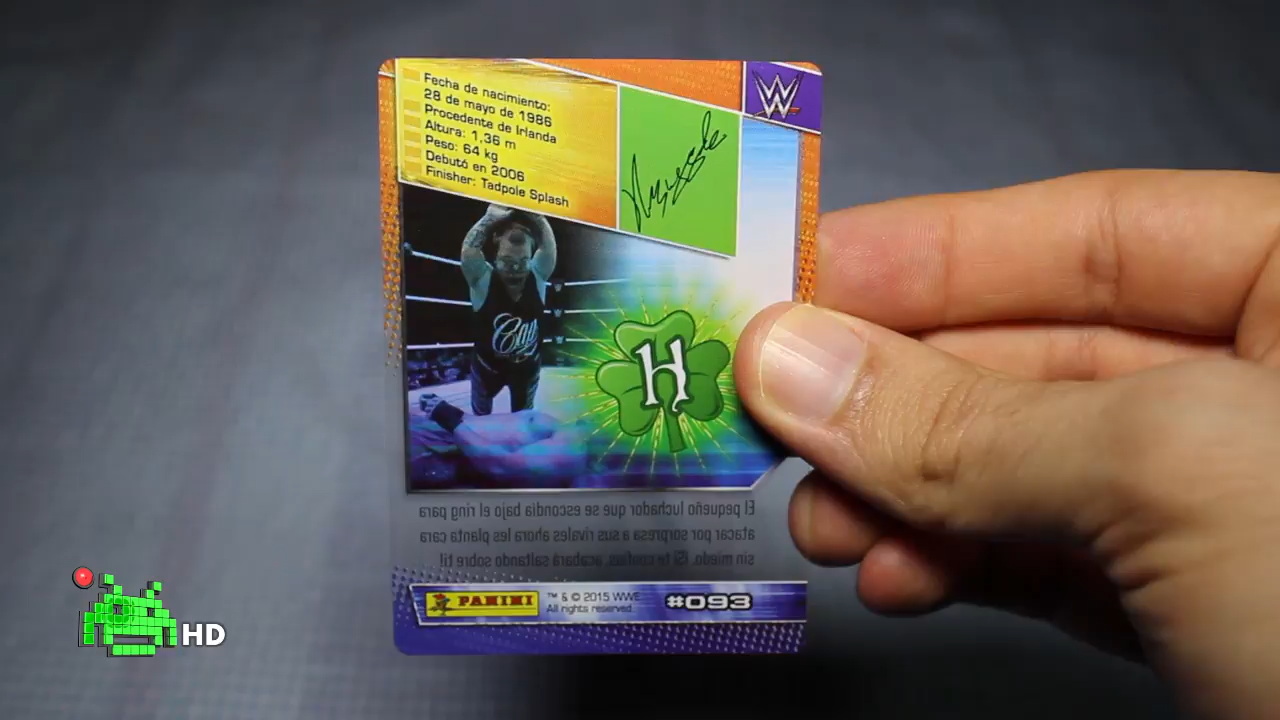 Fecha de nacimiento:
28 de mayo de 1986
Procedente de Irlanda
Altura: 1,36 m
Peso: 64 kg
Debutó en 2006
Finisher: Tadpole Splash
W
H
El pequeño luchador que se escondía bajo el ring para
atacar por sorpresa a sus rivales ahora les planta cara
sin miedo. ¡Si te confías, acabará saltando sobre ti!
PANINI
™ & © 2015 WWE
All rights reserved.
#093
HD